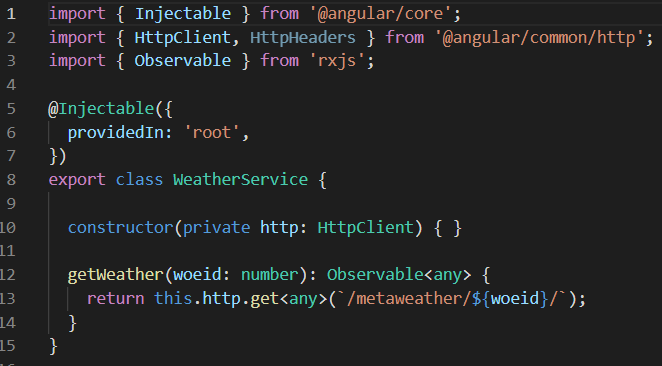 1 import { Injectable } from '@angular/core';
2 import { HttpClient, HttpHeaders } from '@angular/common/http';
3 import { Observable } from 'rxjs';
4
5 @Injectable({
6   providedIn: 'root',
7 })
8 export class WeatherService {
9
10   constructor(private http: HttpClient) { }
11
12   getWeather(woeid: number): Observable<any> {
13     return this.http.get<any>(`/metaweather/${woeid}/`);
14   }
15 }